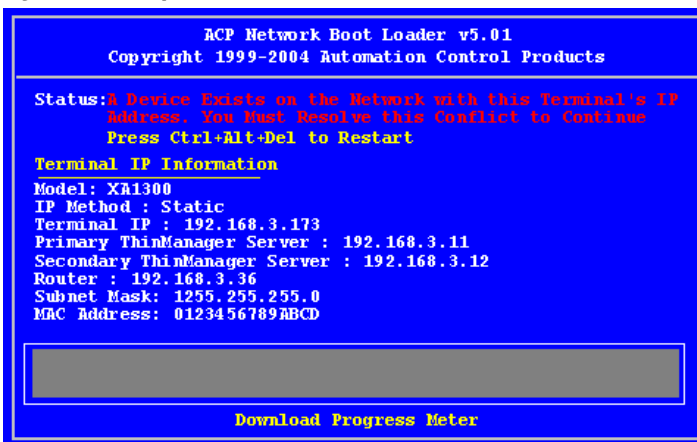 ACP Network Boot Loader v5.01
Copyright 1999-2004 Automation Control Products
Status:A Device Exists on the Network with this Terminal's IP
Address. You Must Resolve this Conflict to Continue
Press Ctrl+Alt+Del to Restart
Terminal IP Information
Model: XA1300
IP Method : Static
Terminal IP : 192.168.3.173
Primary ThinManager Server : 192.168.3.11
Secondary ThinManager Server : 192.168.3.12
Router : 192.168.3.36
Subnet Mask: 1255.255.255.0
MAC Address: 0123456789ABCD
Download Progress Meter